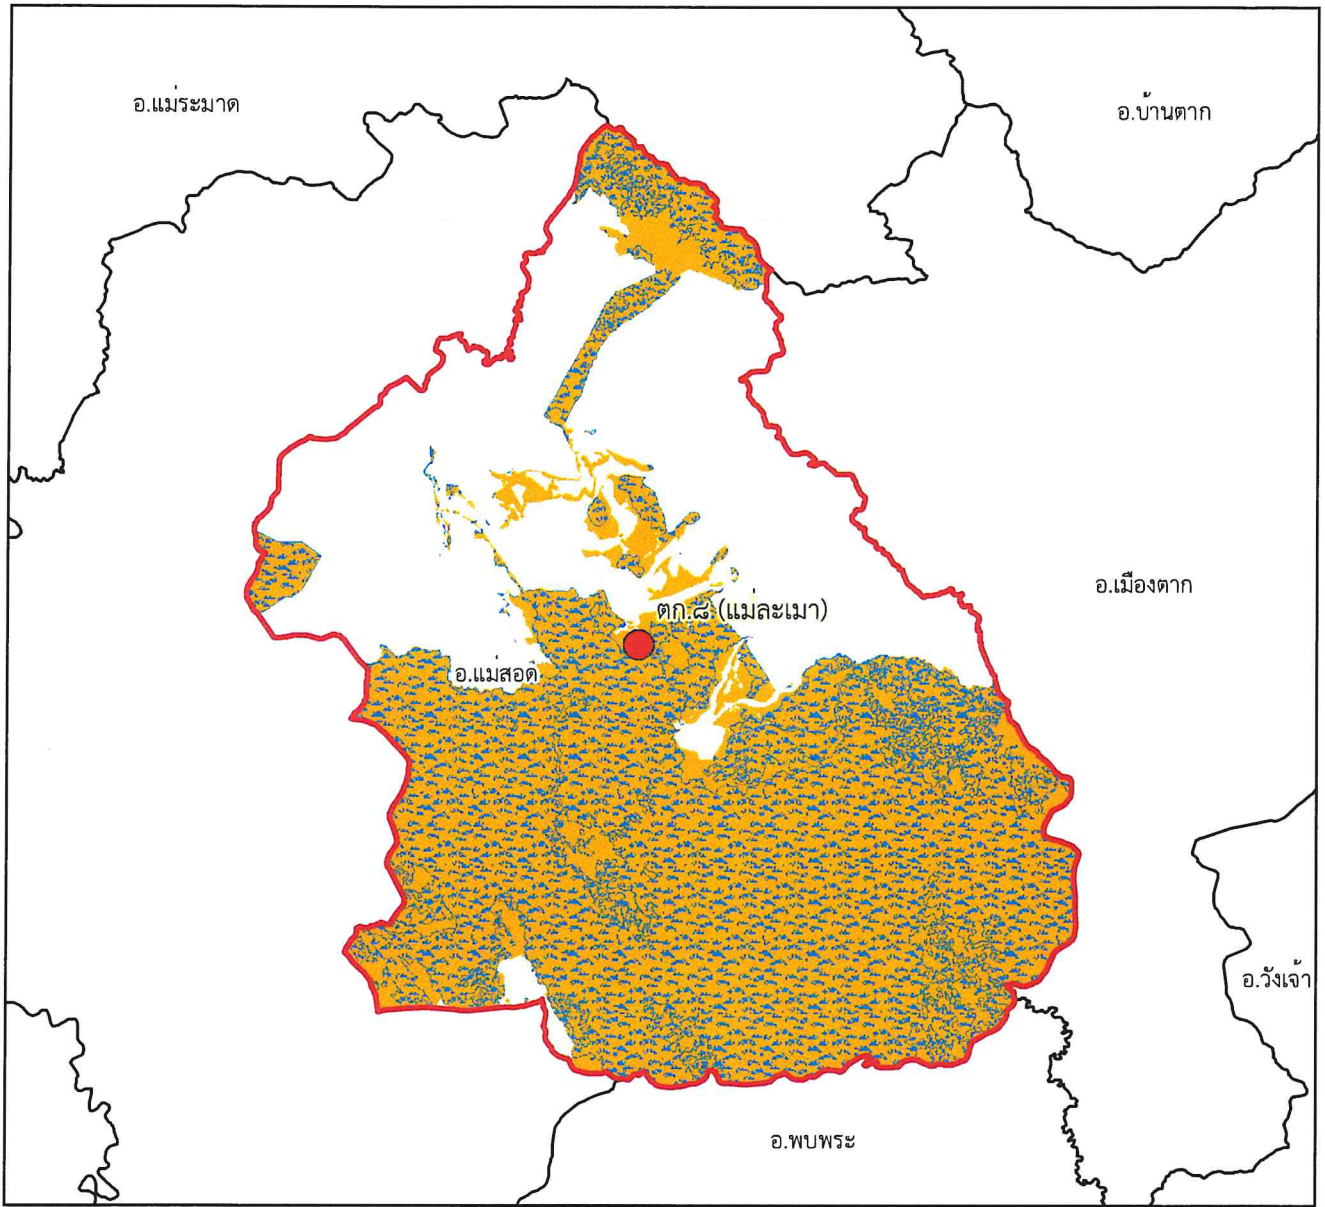 อ.แม่ระมาด
อ.บ้านตาก
อ.เมืองตาก
ตก.๘ (แม่ละเมา)
อ.แม่สอด
อ.วังเจ้า
อ.พบพระ